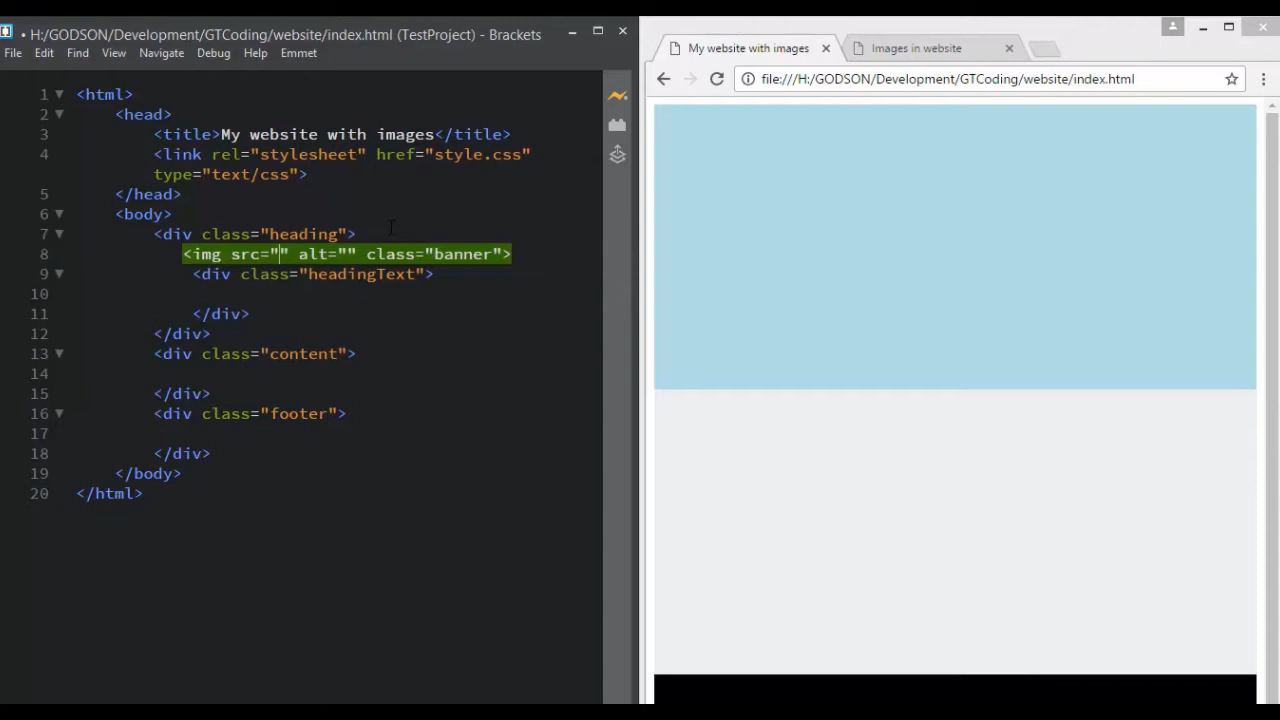 • H:/GODSON/Development/GTCoding/website/index.html (TestProject) - Brackets
File Edit Find View Navigate Debug Help Emmet
1 <html>
2 <head>
3 <title>My website with images</title>
4 <link rel="stylesheet" href="style.css"
type="text/css">
5 </head>
6 <body>
7 <div class="heading">
8 <img src="" alt="" class="banner">
9 <div class="headingText">
10
11 </div>
12 </div>
13 <div class="content">
14
15 </div>
16 <div class="footer">
17
18 </div>
19 </body>
20 </html>
My website with images
Images in website
file:///H:/GODSON/Development/GTCoding/website/index.html